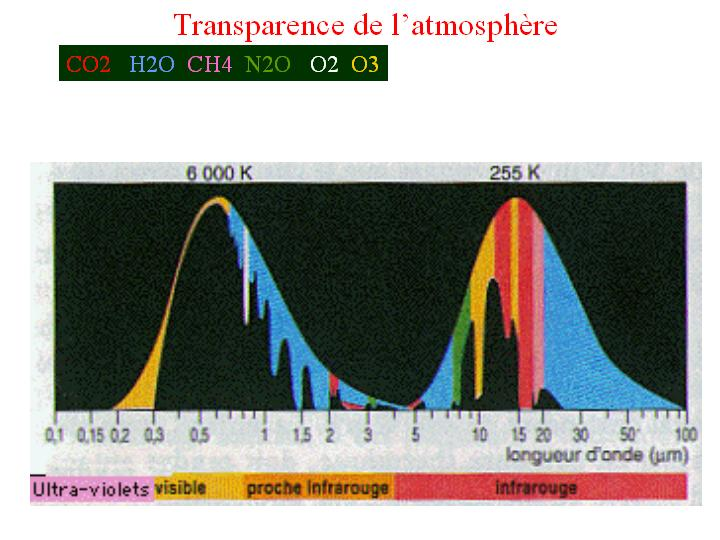 Transparence de l'atmosphère
CO2 H2O CH4 N2O O2 O3
6 000 K 255 K
0,1 0,15 0,2 0,3 0,5 1 1,5 2 3 5 10 15 20 30 50 100
longueur d'onde (µm)
Ultra-violets visible proche Infrarouge infrarouge